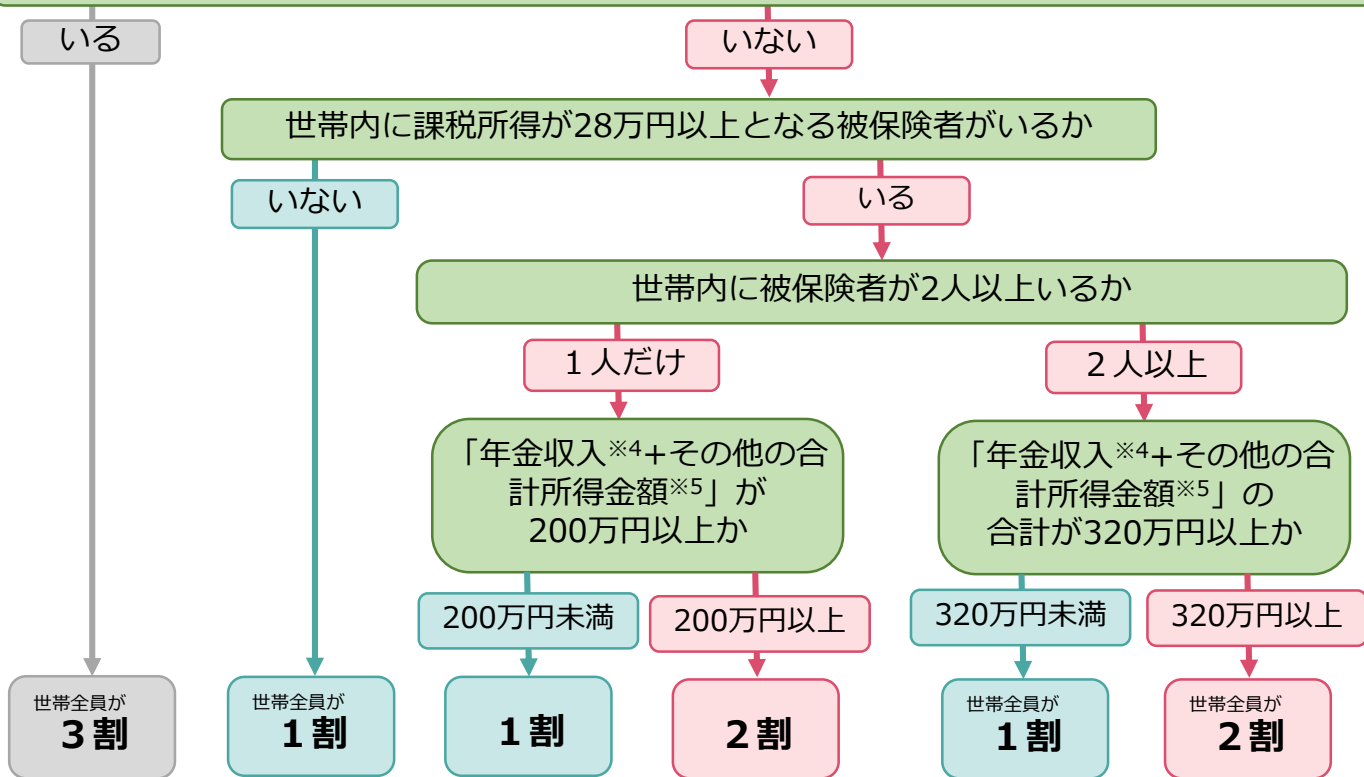 いる
いない
世帯内に課税所得が28万円以上となる被保険者がいるか
いない
いる
世帯内に被保険者が2人以上いるか
１人だけ
２人以上
「年金収入※4+その他の合
計所得金額※5」が
200万円以上か
「年金収入※4+その他の合
計所得金額※5」の
合計が320万円以上か
200万円未満
200万円以上
320万円未満
320万円以上
世帯全員が
３割
世帯全員が
１割
１割
２割
世帯全員が
１割
世帯全員が
２割